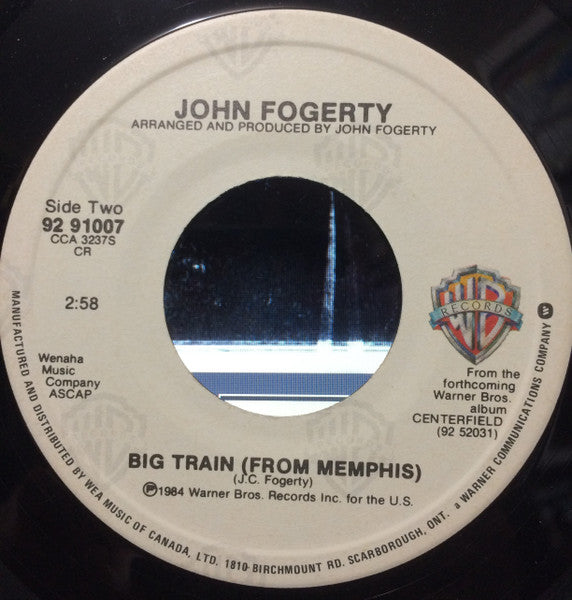 JOHN FOGERTY
ARRANGED AND PRODUCED BY JOHN FOGERTY
Side Two
92 91007
CCA 3237S
CR
2:58
Wenaha
Music
Company
ASCAP
WB
RECORDS
From the
forthcoming
Warner Bros.
album
CENTERFIELD
(92 52031)
BIG TRAIN (FROM MEMPHIS)
(J.C. Fogerty)
Ⓟ1984 Warner Bros. Records Inc. for the U.S.
MANUFACTURED AND DISTRIBUTED BY WEA MUSIC OF CANADA, LTD. 1810 BIRCHMOUNT RD. SCARBOROUGH, ONT. a WARNER COMMUNICATIONS COMPANY